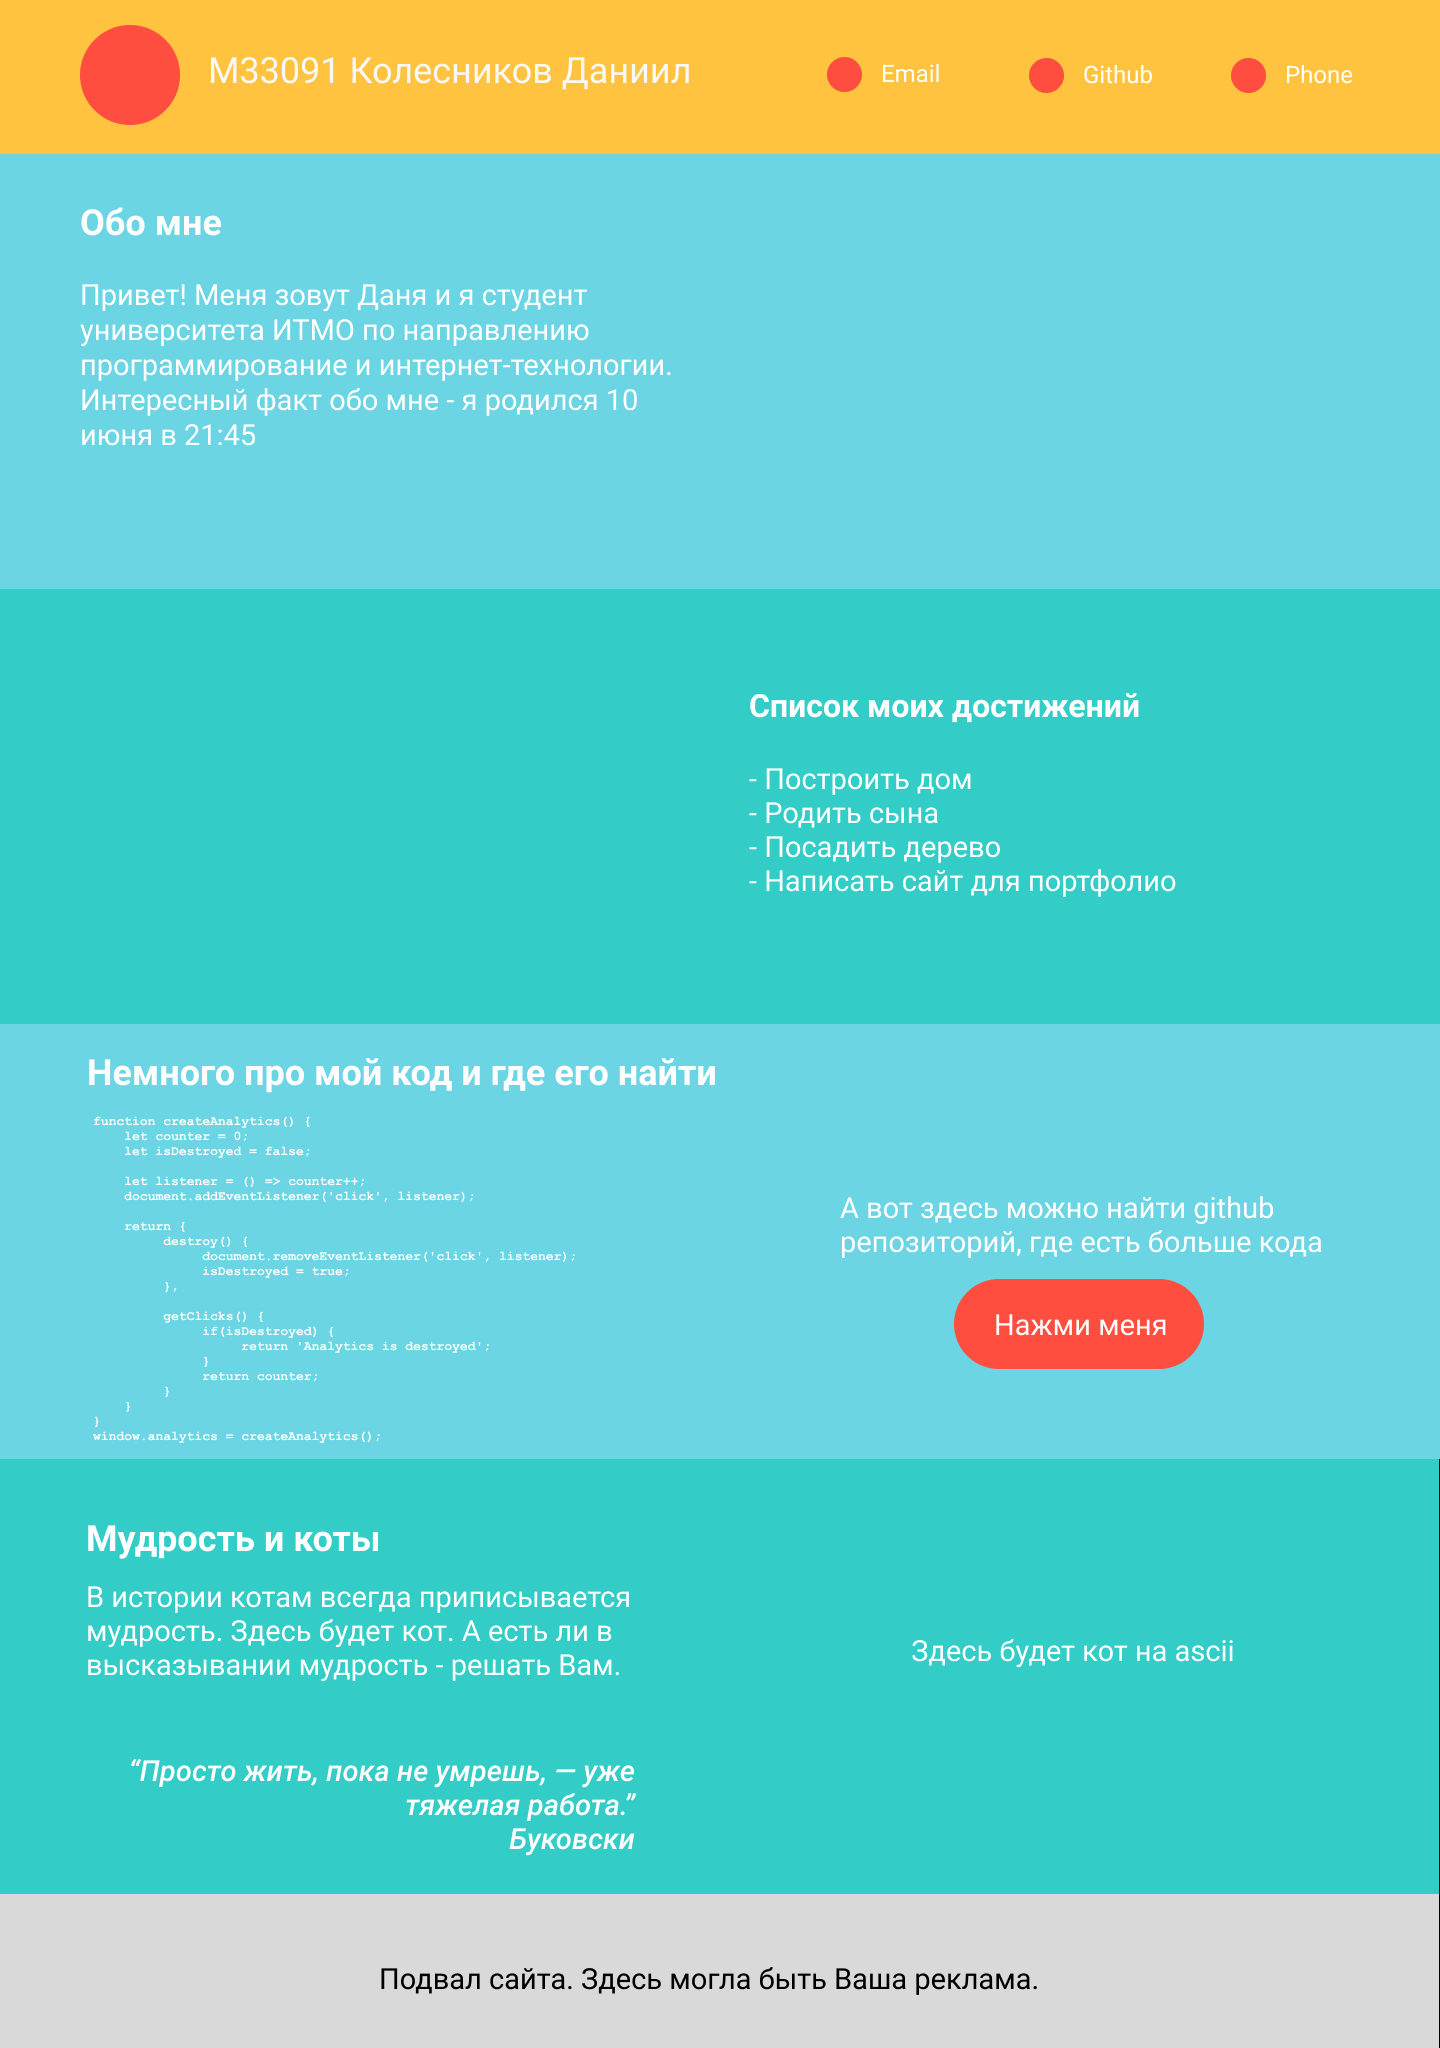 М33091 Колесников Даниил
Email
Github
Phone
Обо мне
Привет! Меня зовут Даня и я студент
университета ИТМО по направлению
программирование и интернет-технологии.
Интересный факт обо мне - я родился 10
июня в 21:45
Список моих достижений
- Построить дом
- Родить сына
- Посадить дерево
- Написать сайт для портфолио
Немного про мой код и где его найти
function createAnalytics() {
    let counter = 0;
    let isDestroyed = false;
    let listener = () => counter++;
    document.addEventListener('click', listener);
    return {
         destroy() {
              document.removeEventListener('click', listener);
              isDestroyed = true;
         },
         getClicks() {
              if(isDestroyed) {
                   return 'Analytics is destroyed';
              }
              return counter;
         }
    }
}
window.analytics = createAnalytics();
А вот здесь можно найти github
репозиторий, где есть больше кода
Нажми меня
Мудрость и коты
В истории котам всегда приписывается
мудрость. Здесь будет кот. А есть ли в
высказывании мудрость - решать Вам.
“Просто жить, пока не умрешь, — уже
тяжелая работа.”
Буковски
Здесь будет кот на ascii
Подвал сайта. Здесь могла быть Ваша реклама.